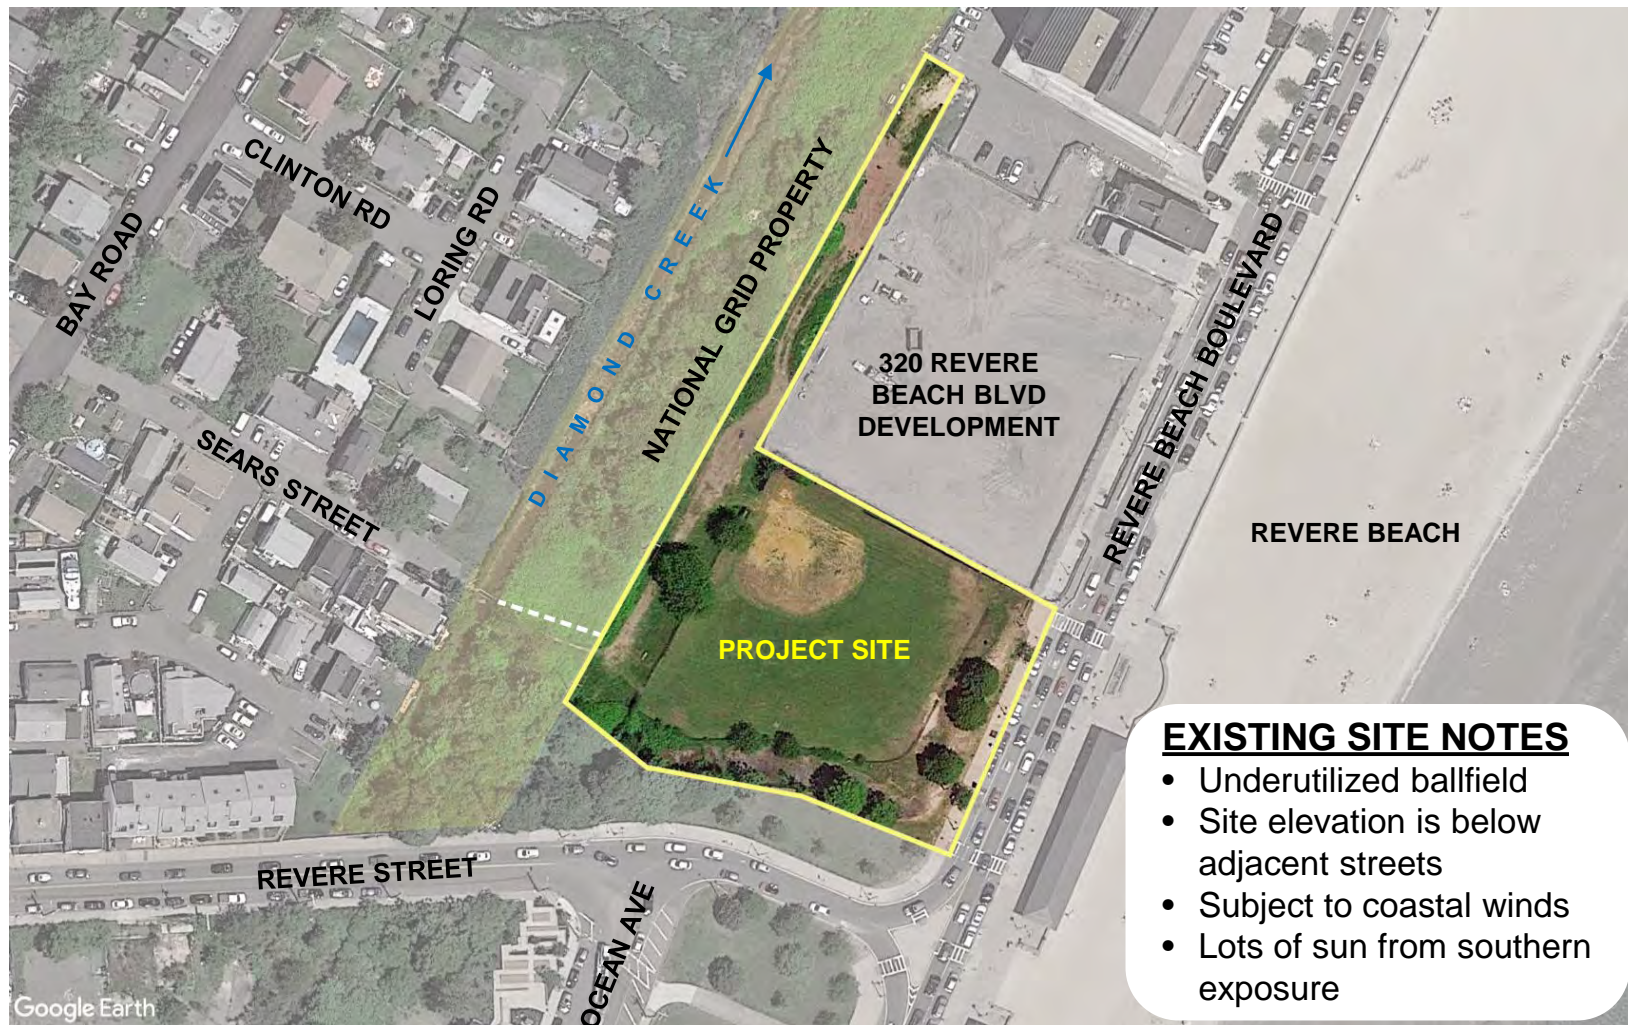 CLINTON RD
BAY ROAD
LORING RD
SEARS STREET
DIAMOND CREEK
NATIONAL GRID PROPERTY
320 REVERE
BEACH BLVD
DEVELOPMENT
REVERE BEACH BOULEVARD
REVERE BEACH
PROJECT SITE
REVERE STREET
OCEAN AVE
EXISTING SITE NOTES
• Underutilized ballfield
• Site elevation is below
adjacent streets
• Subject to coastal winds
• Lots of sun from southern
exposure
Google Earth